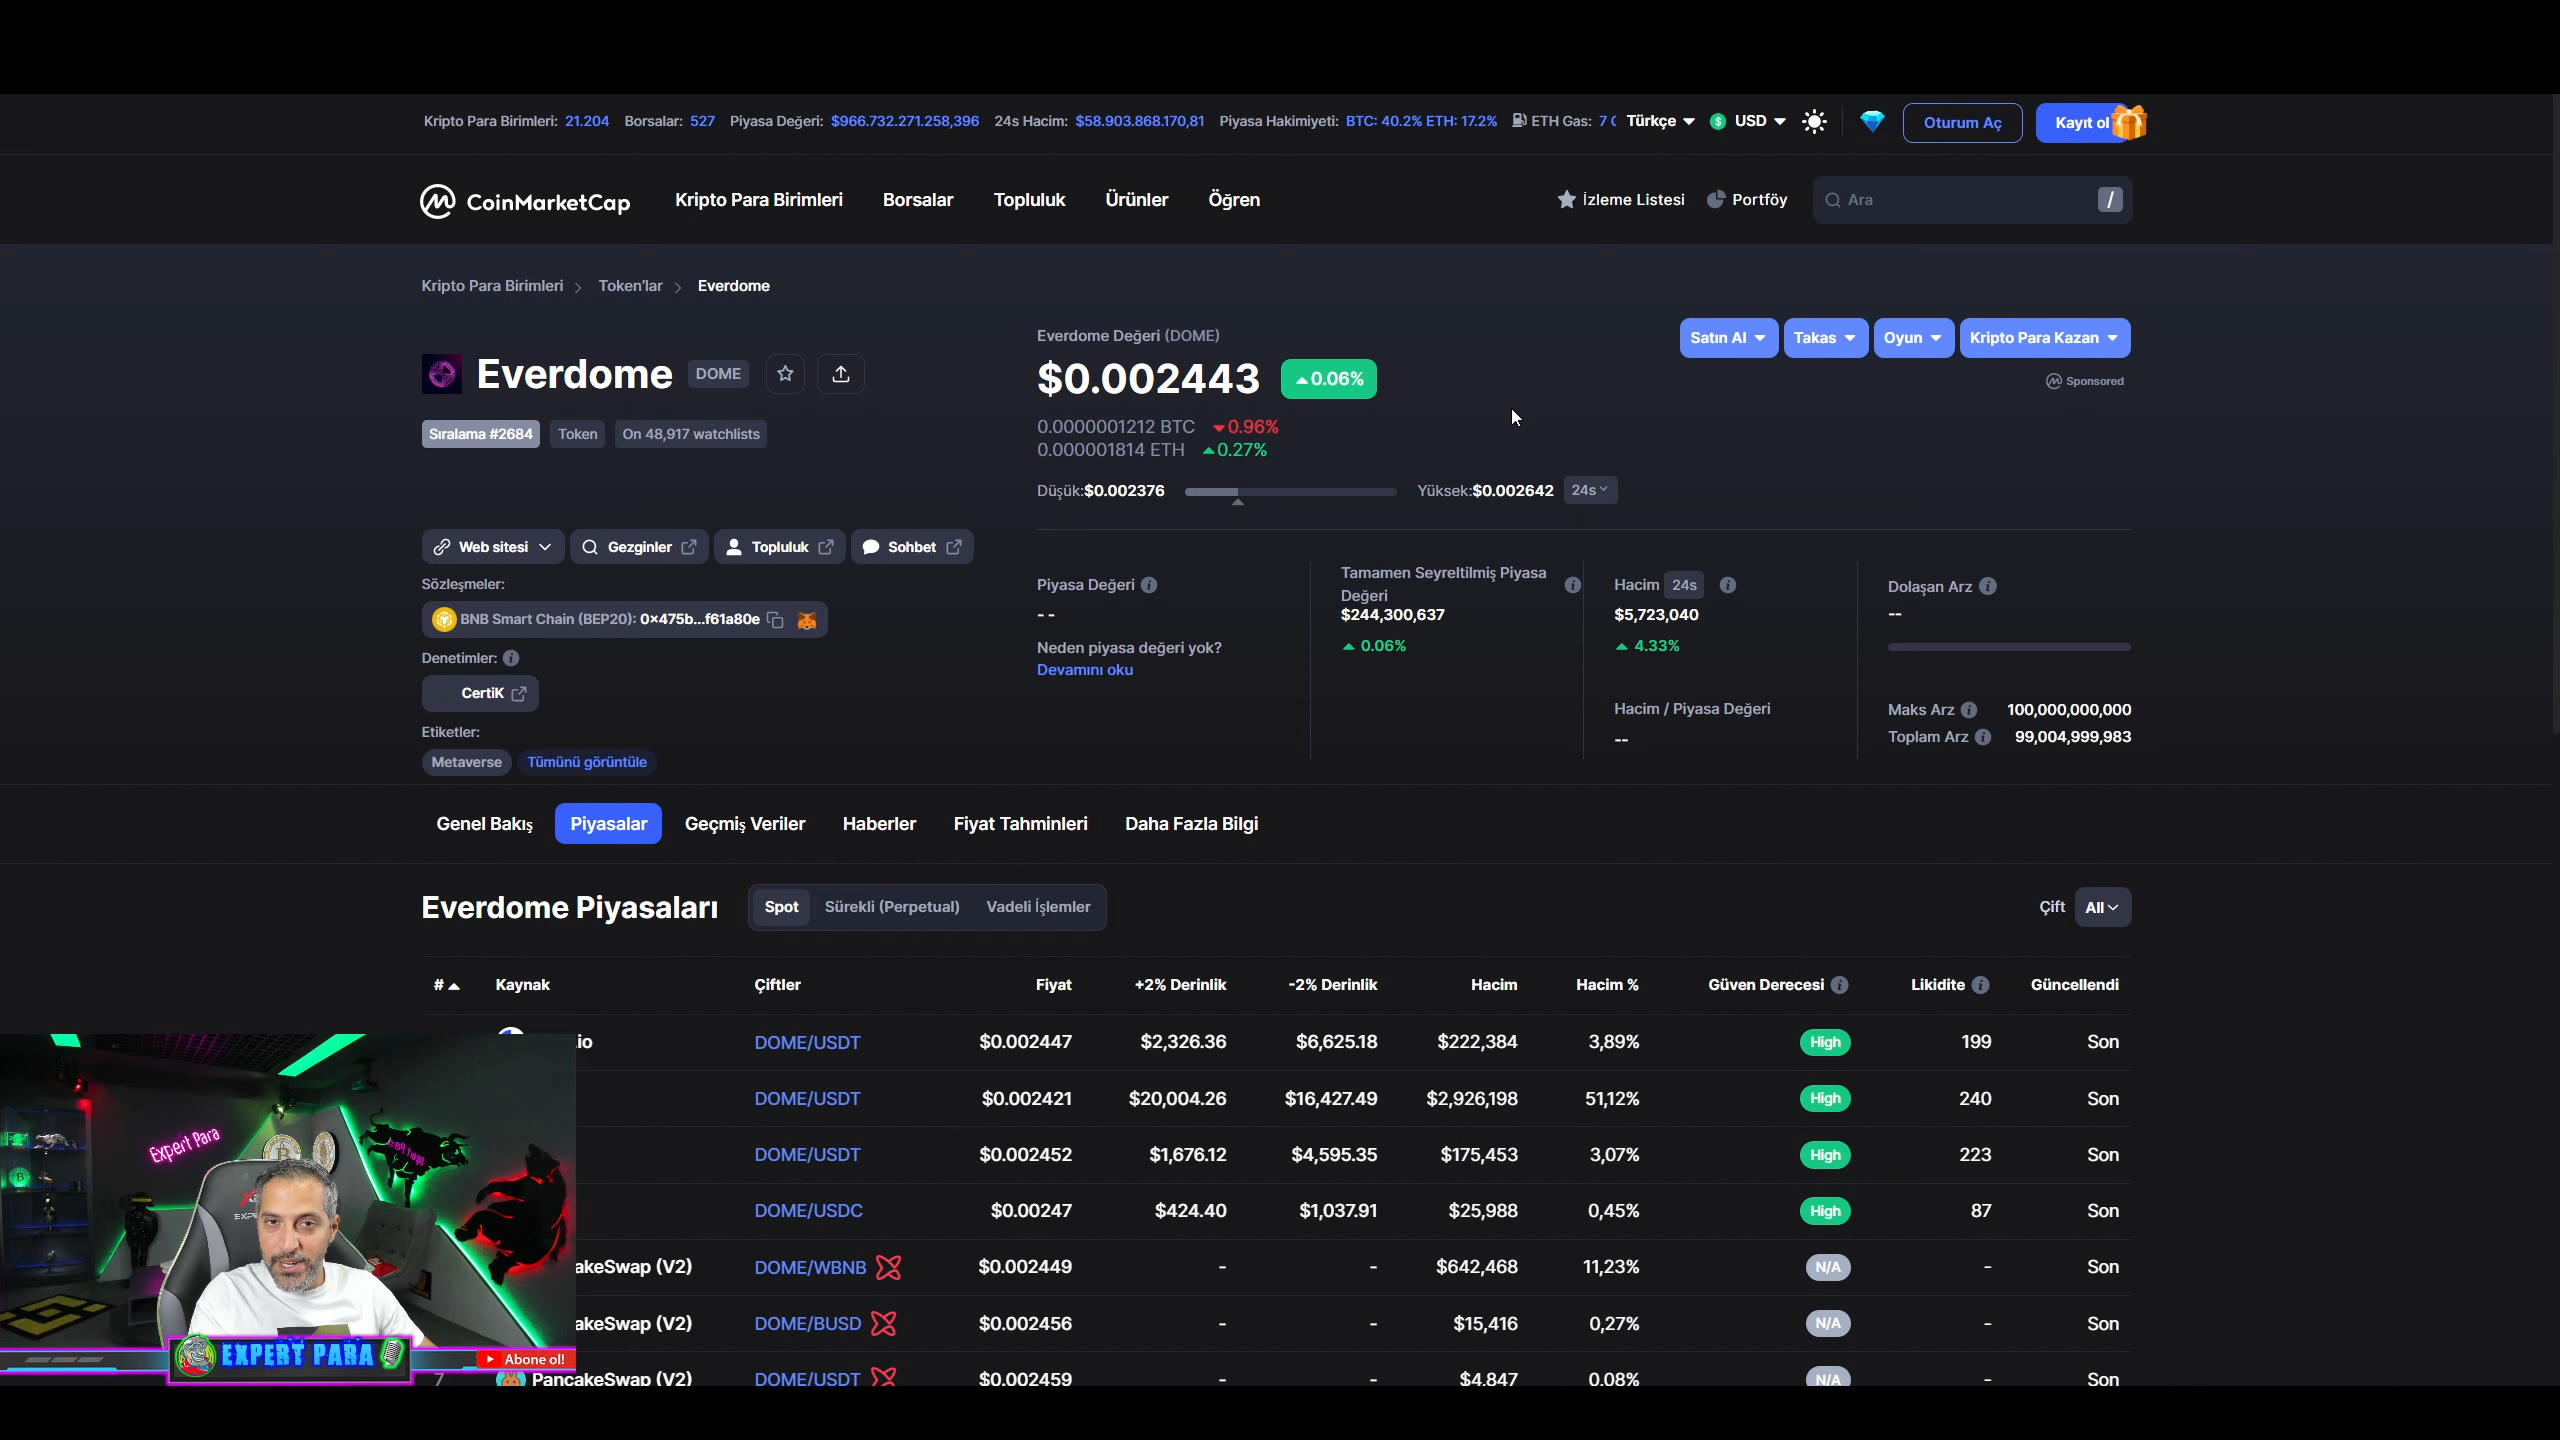 Kripto Para Birimleri: 21.204 Borsalar: 527 Piyasa Değeri: $966.732.271.258,396 24s Hacim: $58.903.868.170,81 Piyasa Hakimiyeti: BTC: 40.2% ETH: 17.2% ETH Gas: 7 Türkçe USD Oturum Aç Kayıt ol
CoinMarketCap Kripto Para Birimleri Borsalar Topluluk Ürünler Öğren İzleme Listesi Portföy Ara /
Kripto Para Birimleri > Token'lar > Everdome
Everdome DOME
Sıralama #2684 Token On 48,917 watchlists
Everdome Değeri (DOME)
$0.002443 0.06%
0.0000001212 BTC 0.96%
0.000001814 ETH 0.27%
Düşük:$0.002376 Yüksek:$0.002642 24s
Satın Al Takas Oyun Kripto Para Kazan
Sponsored
Web sitesi Gezginler Topluluk Sohbet
Sözleşmeler:
BNB Smart Chain (BEP20): 0x475b...f61a80e
Denetimler:
CertiK
Etiketler:
Metaverse Tümünü görüntüle
Piyasa Değeri
--
Neden piyasa değeri yok?
Devamını oku
Tamamen Seyreltilmiş Piyasa
Değeri
$244,300,637
0.06%
Hacim 24s
$5,723,040
4.33%
Hacim / Piyasa Değeri
--
Dolaşan Arz
--
Maks Arz 100,000,000,000
Toplam Arz 99,004,999,983
Genel Bakış Piyasalar Geçmiş Veriler Haberler Fiyat Tahminleri Daha Fazla Bilgi
Everdome Piyasaları Spot Sürekli (Perpetual) Vadeli İşlemler Çift All
# Kaynak Çiftler Fiyat +2% Derinlik -2% Derinlik Hacim Hacim % Güven Derecesi Likidite Güncellendi
.io DOME/USDT $0.002447 $2,326.36 $6,625.18 $222,384 3,89% High 199 Son
DOME/USDT $0.002421 $20,004.26 $16,427.49 $2,926,198 51,12% High 240 Son
DOME/USDT $0.002452 $1,676.12 $4,595.35 $175,453 3,07% High 223 Son
DOME/USDC $0.00247 $424.40 $1,037.91 $25,988 0,45% High 87 Son
akeSwap (V2) DOME/WBNB $0.002449 - - $642,468 11,23% N/A - Son
akeSwap (V2) DOME/BUSD $0.002456 - - $15,416 0,27% N/A - Son
7 PancakeSwap (V2) DOME/USDT $0.002459 - - $4,847 0,08% N/A - Son
Expert Para
EXPERT PARA
Abone ol!